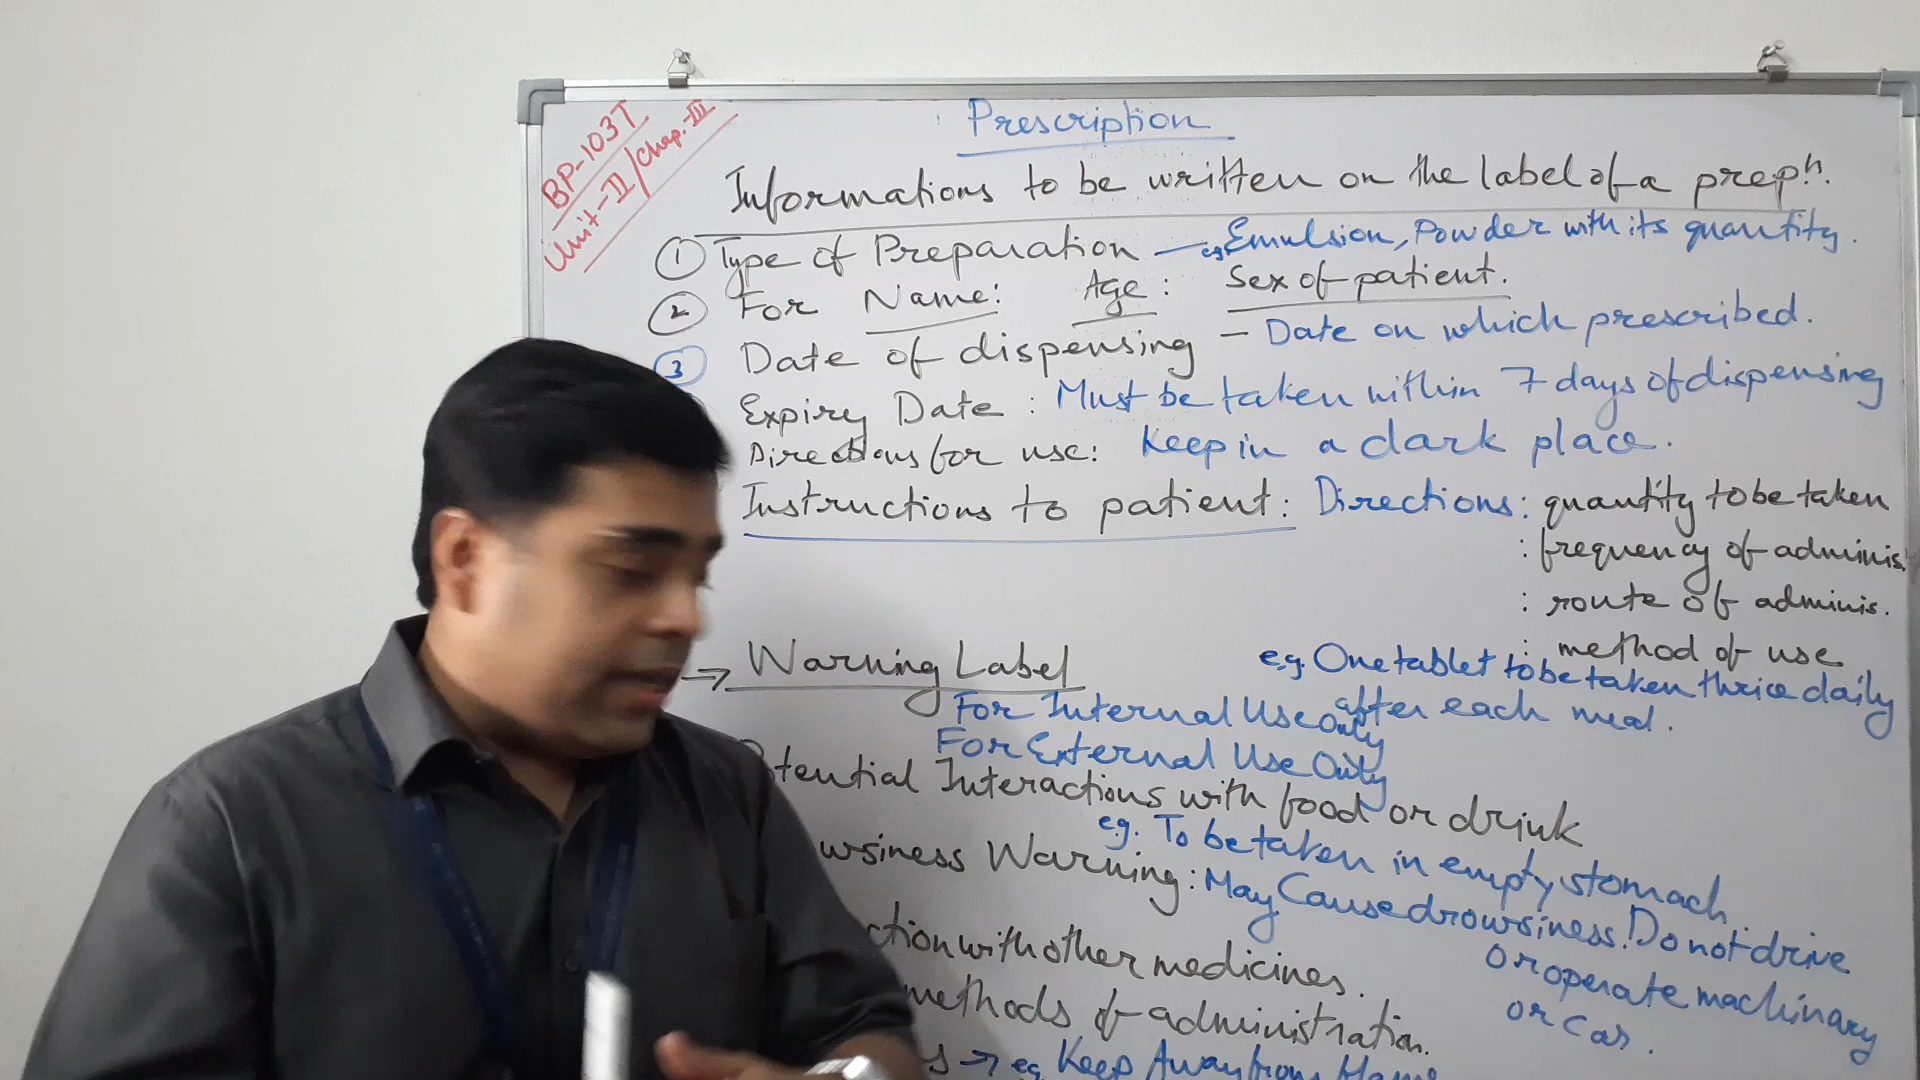 BP-103T
Unit-II/Chap.-III
Prescription
Informations to be written on the label of a prepn.
① Type of Preparation — eg Emulsion, Powder with its quantity.
② For Name: Age: Sex of patient.
③ Date of dispensing — Date on which prescribed.
Expiry Date : Must be taken within 7 days of dispensing
Directions for use: Keep in a dark place.
Instructions to patient: Directions: quantity to be taken
: frequency of adminis.
: route of adminis.
: method of use
e.g. One tablet to be taken thrice daily
after each meal.
→ Warning Label
For Internal Use Only
For External Use Only
tential Interactions with food or drink
e.g. To be taken in empty stomach.
wsiness Warning: May Cause drowsiness. Do not drive
or operate machinary
or car.
ction with other medicines.
methods of administration.
s → eg Keep Away from flame